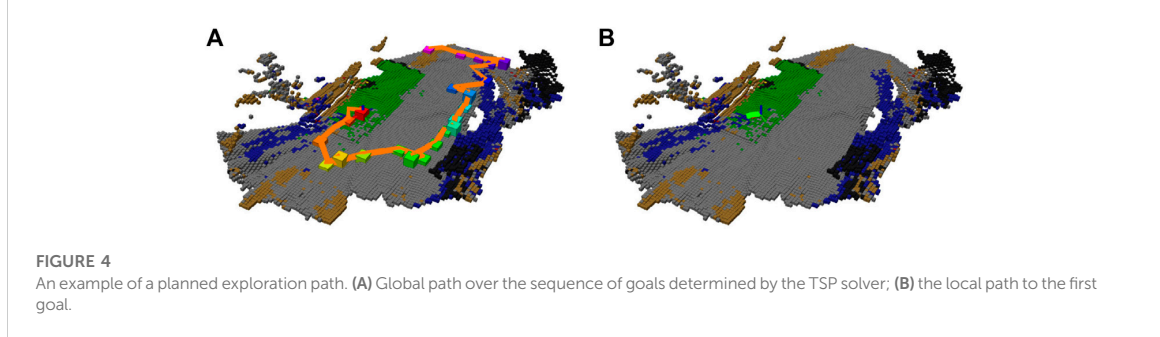 A
B
FIGURE 4
An example of a planned exploration path. (A) Global path over the sequence of goals determined by the TSP solver; (B) the local path to the first
goal.